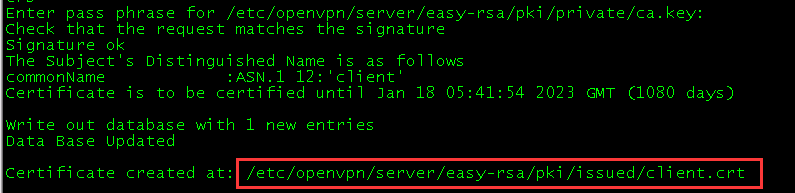 Enter pass phrase for /etc/openvpn/server/easy-rsa/pki/private/ca.key:
Check that the request matches the signature
Signature ok
The Subject's Distinguished Name is as follows
commonName            :ASN.1 12:'client'
Certificate is to be certified until Jan 18 05:41:54 2023 GMT (1080 days)
Write out database with 1 new entries
Data Base Updated
Certificate created at: /etc/openvpn/server/easy-rsa/pki/issued/client.crt